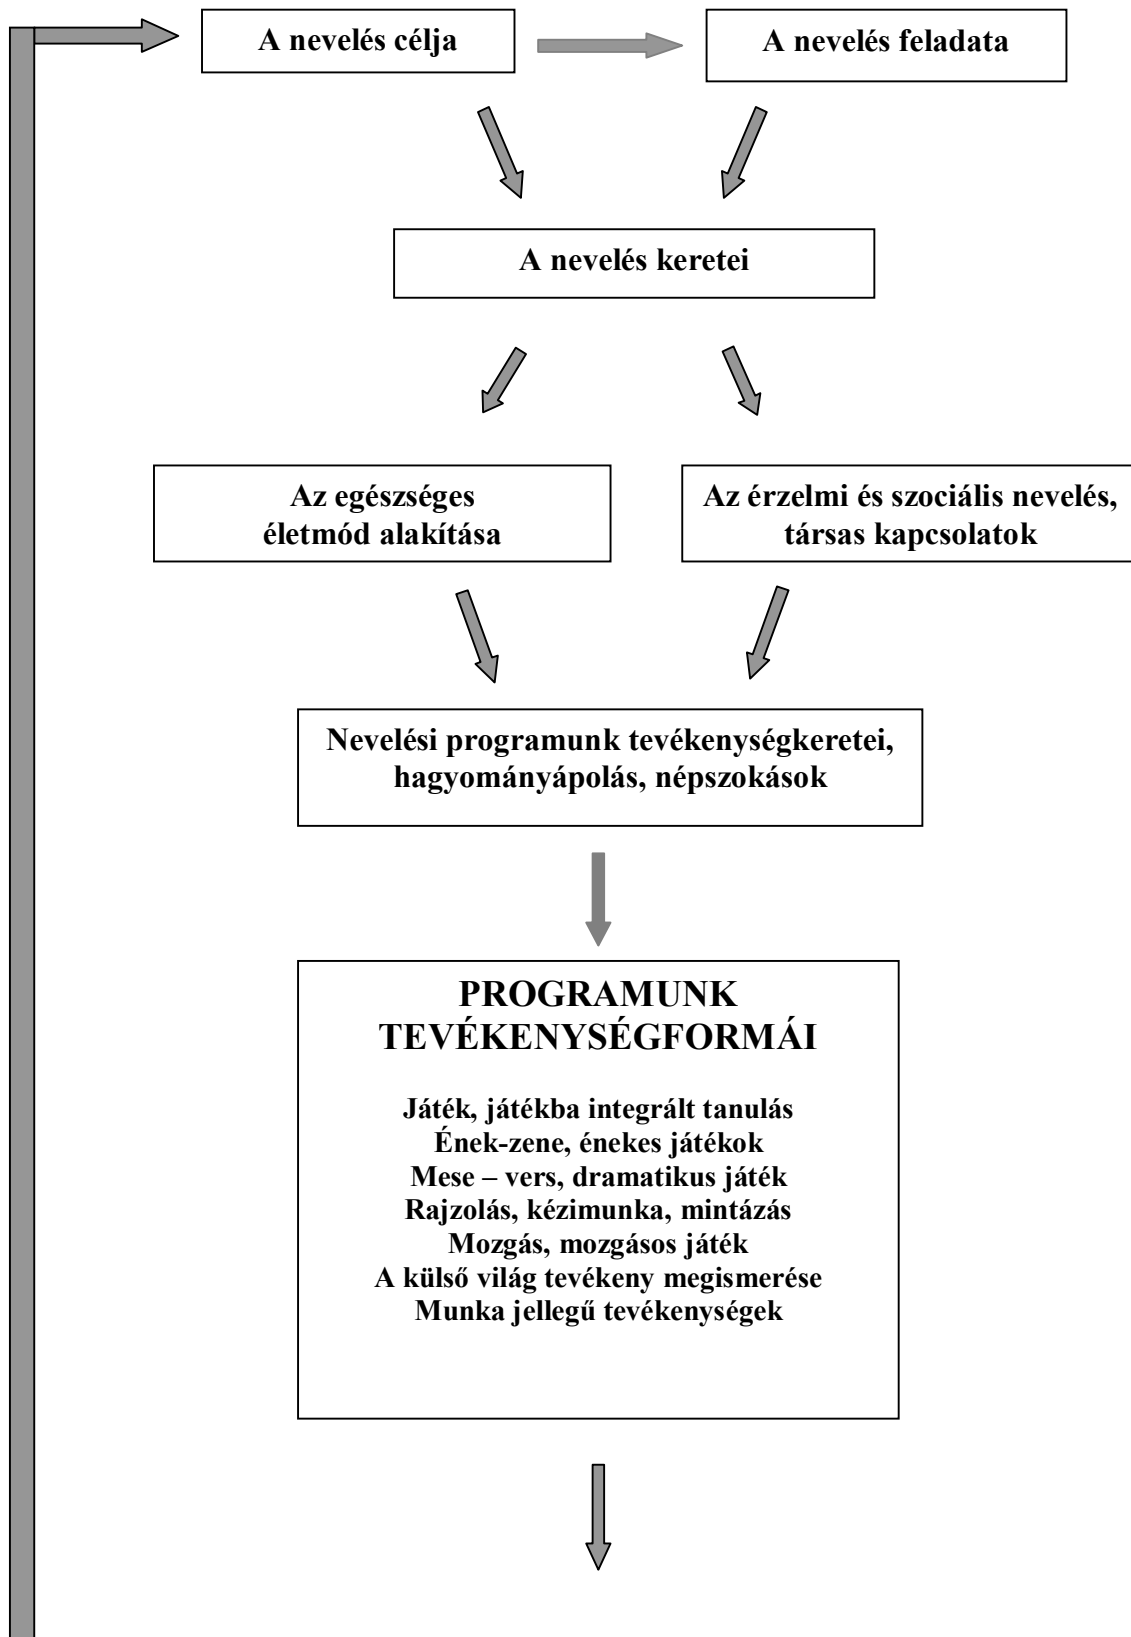 A nevelés célja
A nevelés feladata
A nevelés keretei
Az egészséges
életmód alakítása
Az érzelmi és szociális nevelés,
társas kapcsolatok
Nevelési programunk tevékenységkeretei,
hagyományápolás, népszokások
PROGRAMUNK
TEVÉKENYSÉGFORMÁI
Játék, játékba integrált tanulás
Ének-zene, énekes játékok
Mese – vers, dramatikus játék
Rajzolás, kézimunka, mintázás
Mozgás, mozgásos játék
A külső világ tevékeny megismerése
Munka jellegű tevékenységek